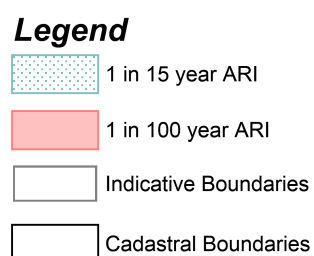 Legend
1 in 15 year ARI
1 in 100 year ARI
Indicative Boundaries
Cadastral Boundaries